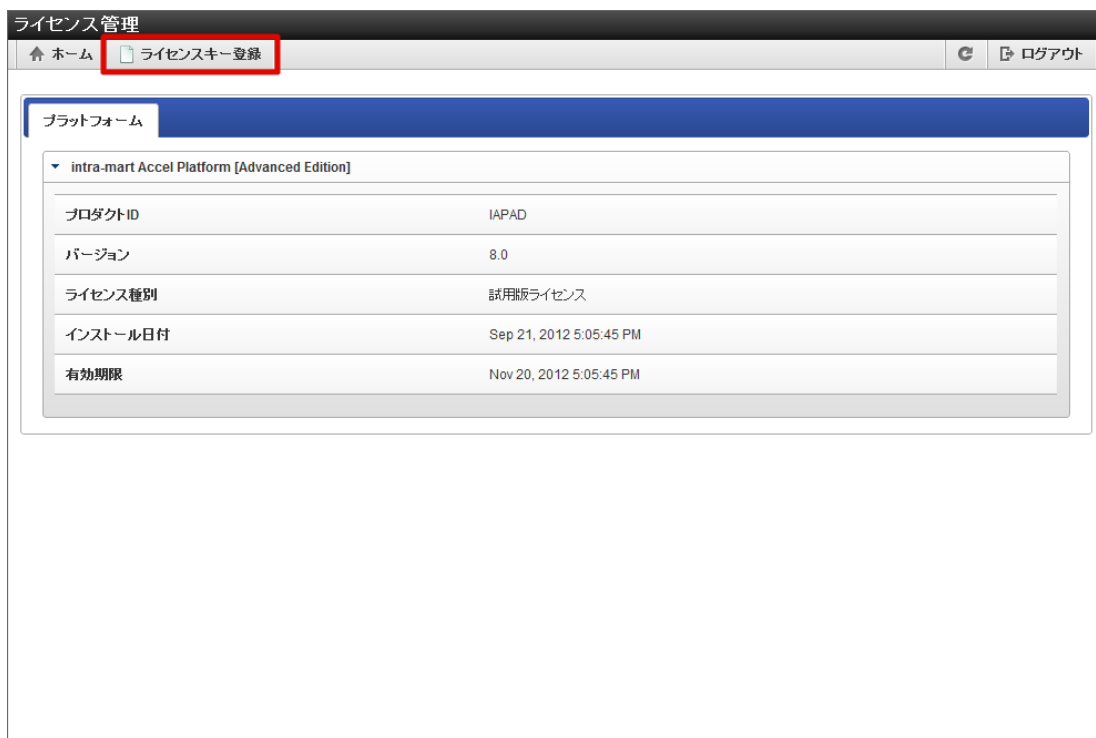 ライセンス管理
ホーム ライセンスキー登録 ログアウト
プラットフォーム
intra-mart Accel Platform [Advanced Edition]
プロダクトID IAPAD
バージョン 8.0
ライセンス種別 試用版ライセンス
インストール日付 Sep 21, 2012 5:05:45 PM
有効期限 Nov 20, 2012 5:05:45 PM